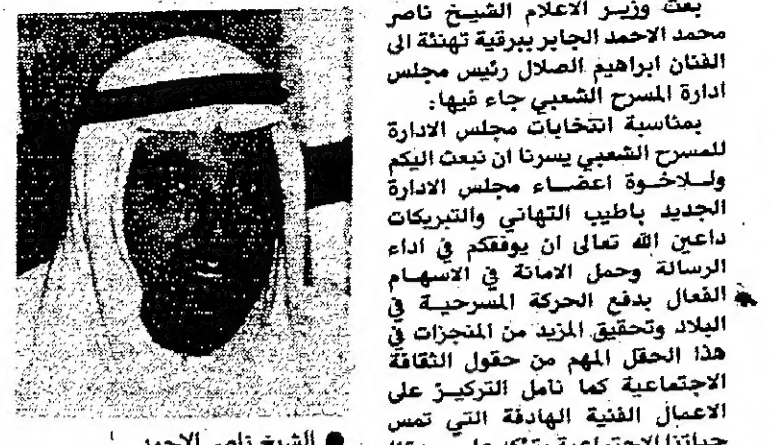 بعث وزير الاعلام الشيخ ناصر
محمد الاحمد الجابر ببرقية تهنئة الى
الفنان ابراهيم الصلال رئيس مجلس
ادارة المسرح الشعبي جاء فيها:
بمناسبة انتخابات مجلس الادارة
للمسرح الشعبي يسرنا ان نبعث اليكم
وللاخوة اعضاء مجلس الادارة
الجديد باطيب التهاني والتبريكات
داعين الله تعالى ان يوفقكم في اداء
الرسالة وحمل الامانة في الاسهام
الفعال بدفع الحركة المسرحية في
البلاد وتحقيق المزيد من المنجزات في
هذا الحقل المهم من حقول الثقافة
الاجتماعية كما نامل التركيز على
الاعمال الفنية الهادفة التي تمس
حياتنا الاجتماعية
● الشيخ ناصر الاحمد